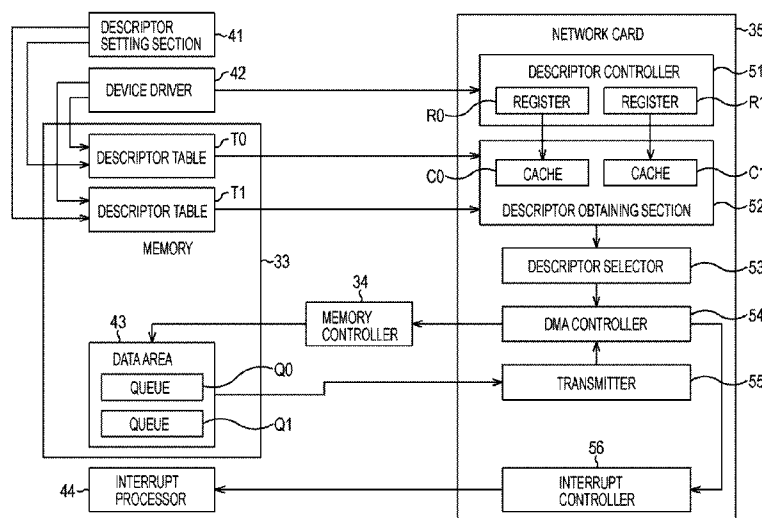 DESCRIPTOR
SETTING SECTION
41
NETWORK CARD
35
DEVICE DRIVER
42
DESCRIPTOR CONTROLLER
51
R0
REGISTER
REGISTER
R1
DESCRIPTOR TABLE
T0
DESCRIPTOR TABLE
T1
MEMORY
33
C0
CACHE
CACHE
C1
DESCRIPTOR OBTAINING SECTION
52
DESCRIPTOR SELECTOR
53
34
MEMORY
CONTROLLER
DMA CONTROLLER
54
43
DATA AREA
QUEUE
Q0
QUEUE
Q1
TRANSMITTER
55
56
INTERRUPT
CONTROLLER
44
INTERRUPT
PROCESSOR